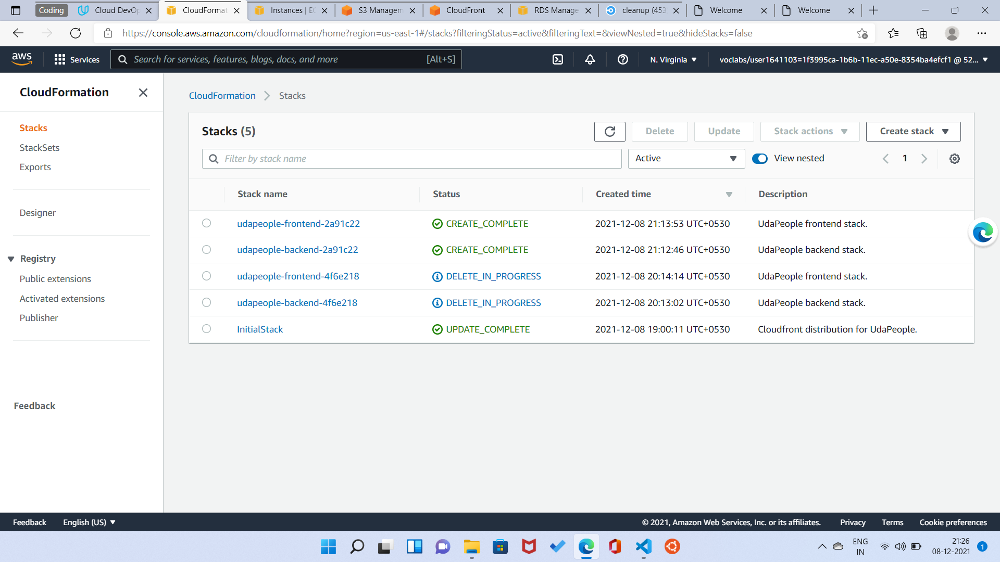 Coding
Cloud DevOp
CloudFormat
Instances | EC
S3 Managem
CloudFront
RDS Manage
cleanup (453
Welcome
Welcome
https://console.aws.amazon.com/cloudformation/home?region=us-east-1#/stacks?filteringStatus=active&filteringText=&viewNested=true&hideStacks=false
aws
Services
Search for services, features, blogs, docs, and more
[Alt+S]
N. Virginia
voclabs/user1641103=1f3995ca-1b6b-11ec-a50e-8354ba4efcf1 @ 52...
CloudFormation
Stacks
StackSets
Exports
Designer
Registry
Public extensions
Activated extensions
Publisher
Feedback
CloudFormation
Stacks
Stacks (5)
Delete
Update
Stack actions
Create stack
Filter by stack name
Active
View nested
1
Stack name Status Created time Description
udapeople-frontend-2a91c22 CREATE_COMPLETE 2021-12-08 21:13:53 UTC+0530 UdaPeople frontend stack.
udapeople-backend-2a91c22 CREATE_COMPLETE 2021-12-08 21:12:46 UTC+0530 UdaPeople backend stack.
udapeople-frontend-4f6e218 DELETE_IN_PROGRESS 2021-12-08 20:14:14 UTC+0530 UdaPeople frontend stack.
udapeople-backend-4f6e218 DELETE_IN_PROGRESS 2021-12-08 20:13:02 UTC+0530 UdaPeople backend stack.
InitialStack UPDATE_COMPLETE 2021-12-08 19:00:11 UTC+0530 Cloudfront distribution for UdaPeople.
Feedback
English (US)
© 2021, Amazon Web Services, Inc. or its affiliates.
Privacy
Terms
Cookie preferences
ENG
IN
21:26
08-12-2021
1